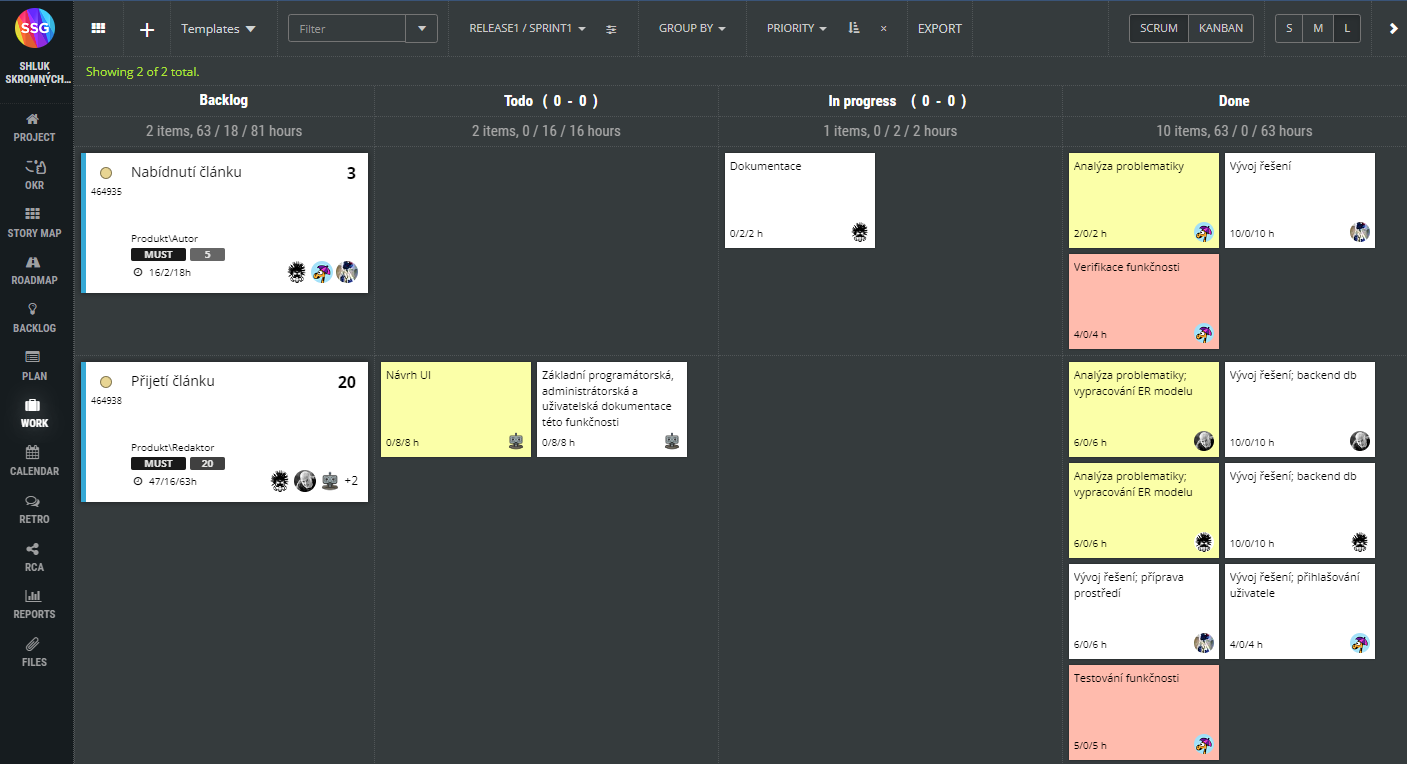 SSG
SHLUK
SKROMNÝCH...
PROJECT
OKR
STORY MAP
ROADMAP
BACKLOG
PLAN
WORK
CALENDAR
RETRO
RCA
REPORTS
FILES
Templates
Filter
RELEASE1 / SPRINT1
GROUP BY
PRIORITY
×
EXPORT
SCRUM KANBAN
S M L
Showing 2 of 2 total.
Backlog
2 items, 63 / 18 / 81 hours
Todo ( 0 - 0 )
2 items, 0 / 16 / 16 hours
In progress ( 0 - 0 )
1 items, 0 / 2 / 2 hours
Done
10 items, 63 / 0 / 63 hours
Nabídnutí článku 3
464935
Produkt\Autor
MUST 5
16/2/18h
Dokumentace
0/2/2 h
Analýza problematiky
2/0/2 h
Vývoj řešení
10/0/10 h
Verifikace funkčnosti
4/0/4 h
Přijetí článku 20
464938
Produkt\Redaktor
MUST 20
47/16/63h
+2
Návrh UI
0/8/8 h
Základní programátorská,
administrátorská a
uživatelská dokumentace
této funkčnosti
0/8/8 h
Analýza problematiky;
vypracování ER modelu
6/0/6 h
Vývoj řešení; backend db
10/0/10 h
Analýza problematiky;
vypracování ER modelu
6/0/6 h
Vývoj řešení; backend db
10/0/10 h
Vývoj řešení; příprava
prostředí
6/0/6 h
Vývoj řešení; přihlašování
uživatele
4/0/4 h
Testování funkčnosti
5/0/5 h